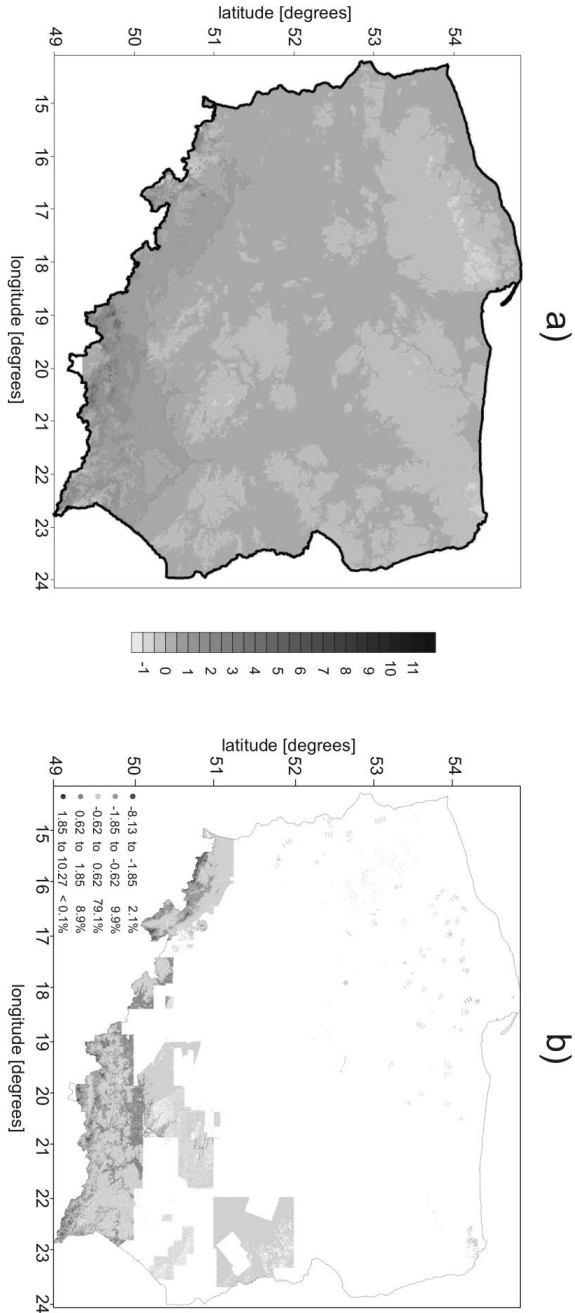 a)
latitude [degrees]
49 50 51 52 53 54
15 16 17 18 19 20 21 22 23 24
longitude [degrees]
-1 0 1 2 3 4 5 6 7 8 9 10 11
b)
latitude [degrees]
49 50 51 52 53 54
-8.13 to -1.85 2.1%
-1.85 to -0.62 9.9%
-0.62 to 0.62 79.1%
0.62 to 1.85 8.9%
1.85 to 10.27 < 0.1%
15 16 17 18 19 20 21 22 23 24
longitude [degrees]